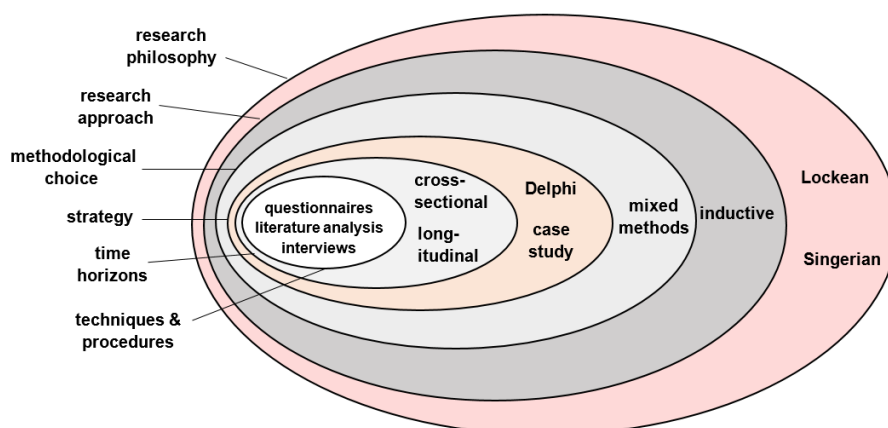 research
philosophy
research
approach
methodological
choice
strategy
time
horizons
techniques &
procedures
questionnaires
literature analysis
interviews
cross-
sectional
long-
itudinal
Delphi
case
study
mixed
methods
inductive
Lockean
Singerian